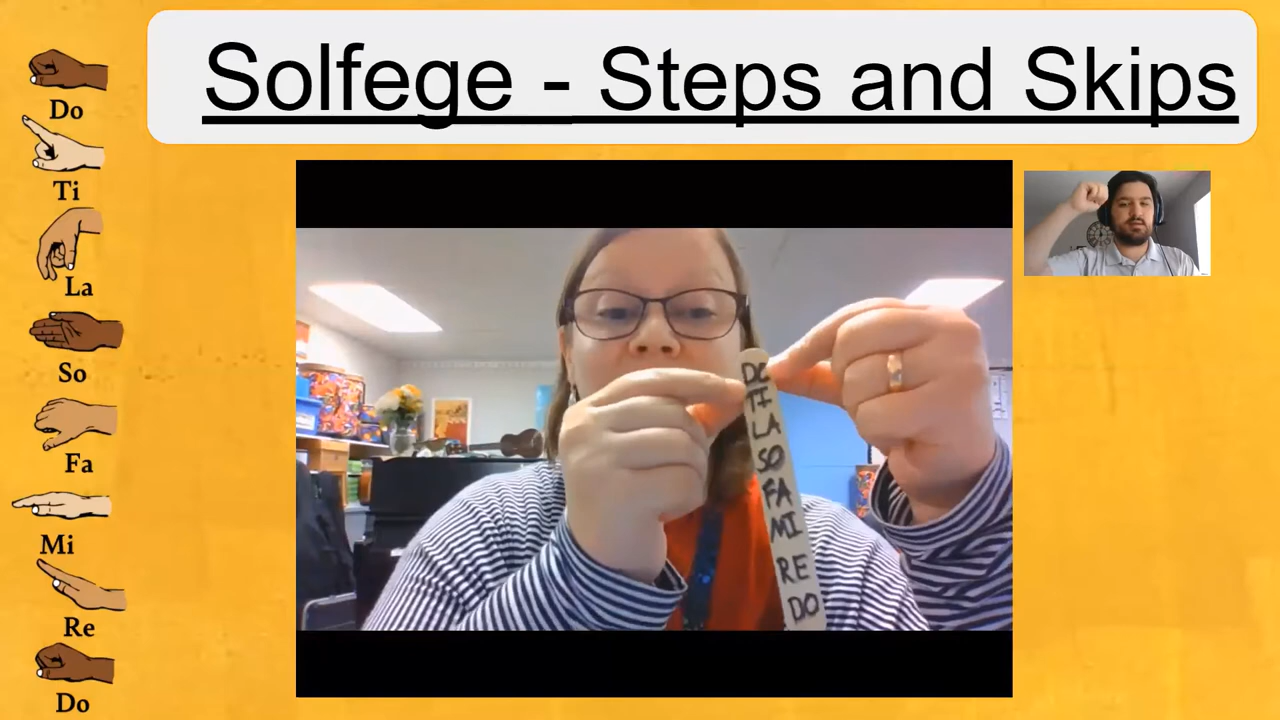 Solfege - Steps and Skips
Do
Ti
La
So
Fa
Mi
Re
Do
DO
TI
LA
SO
FA
MI
RE
DO